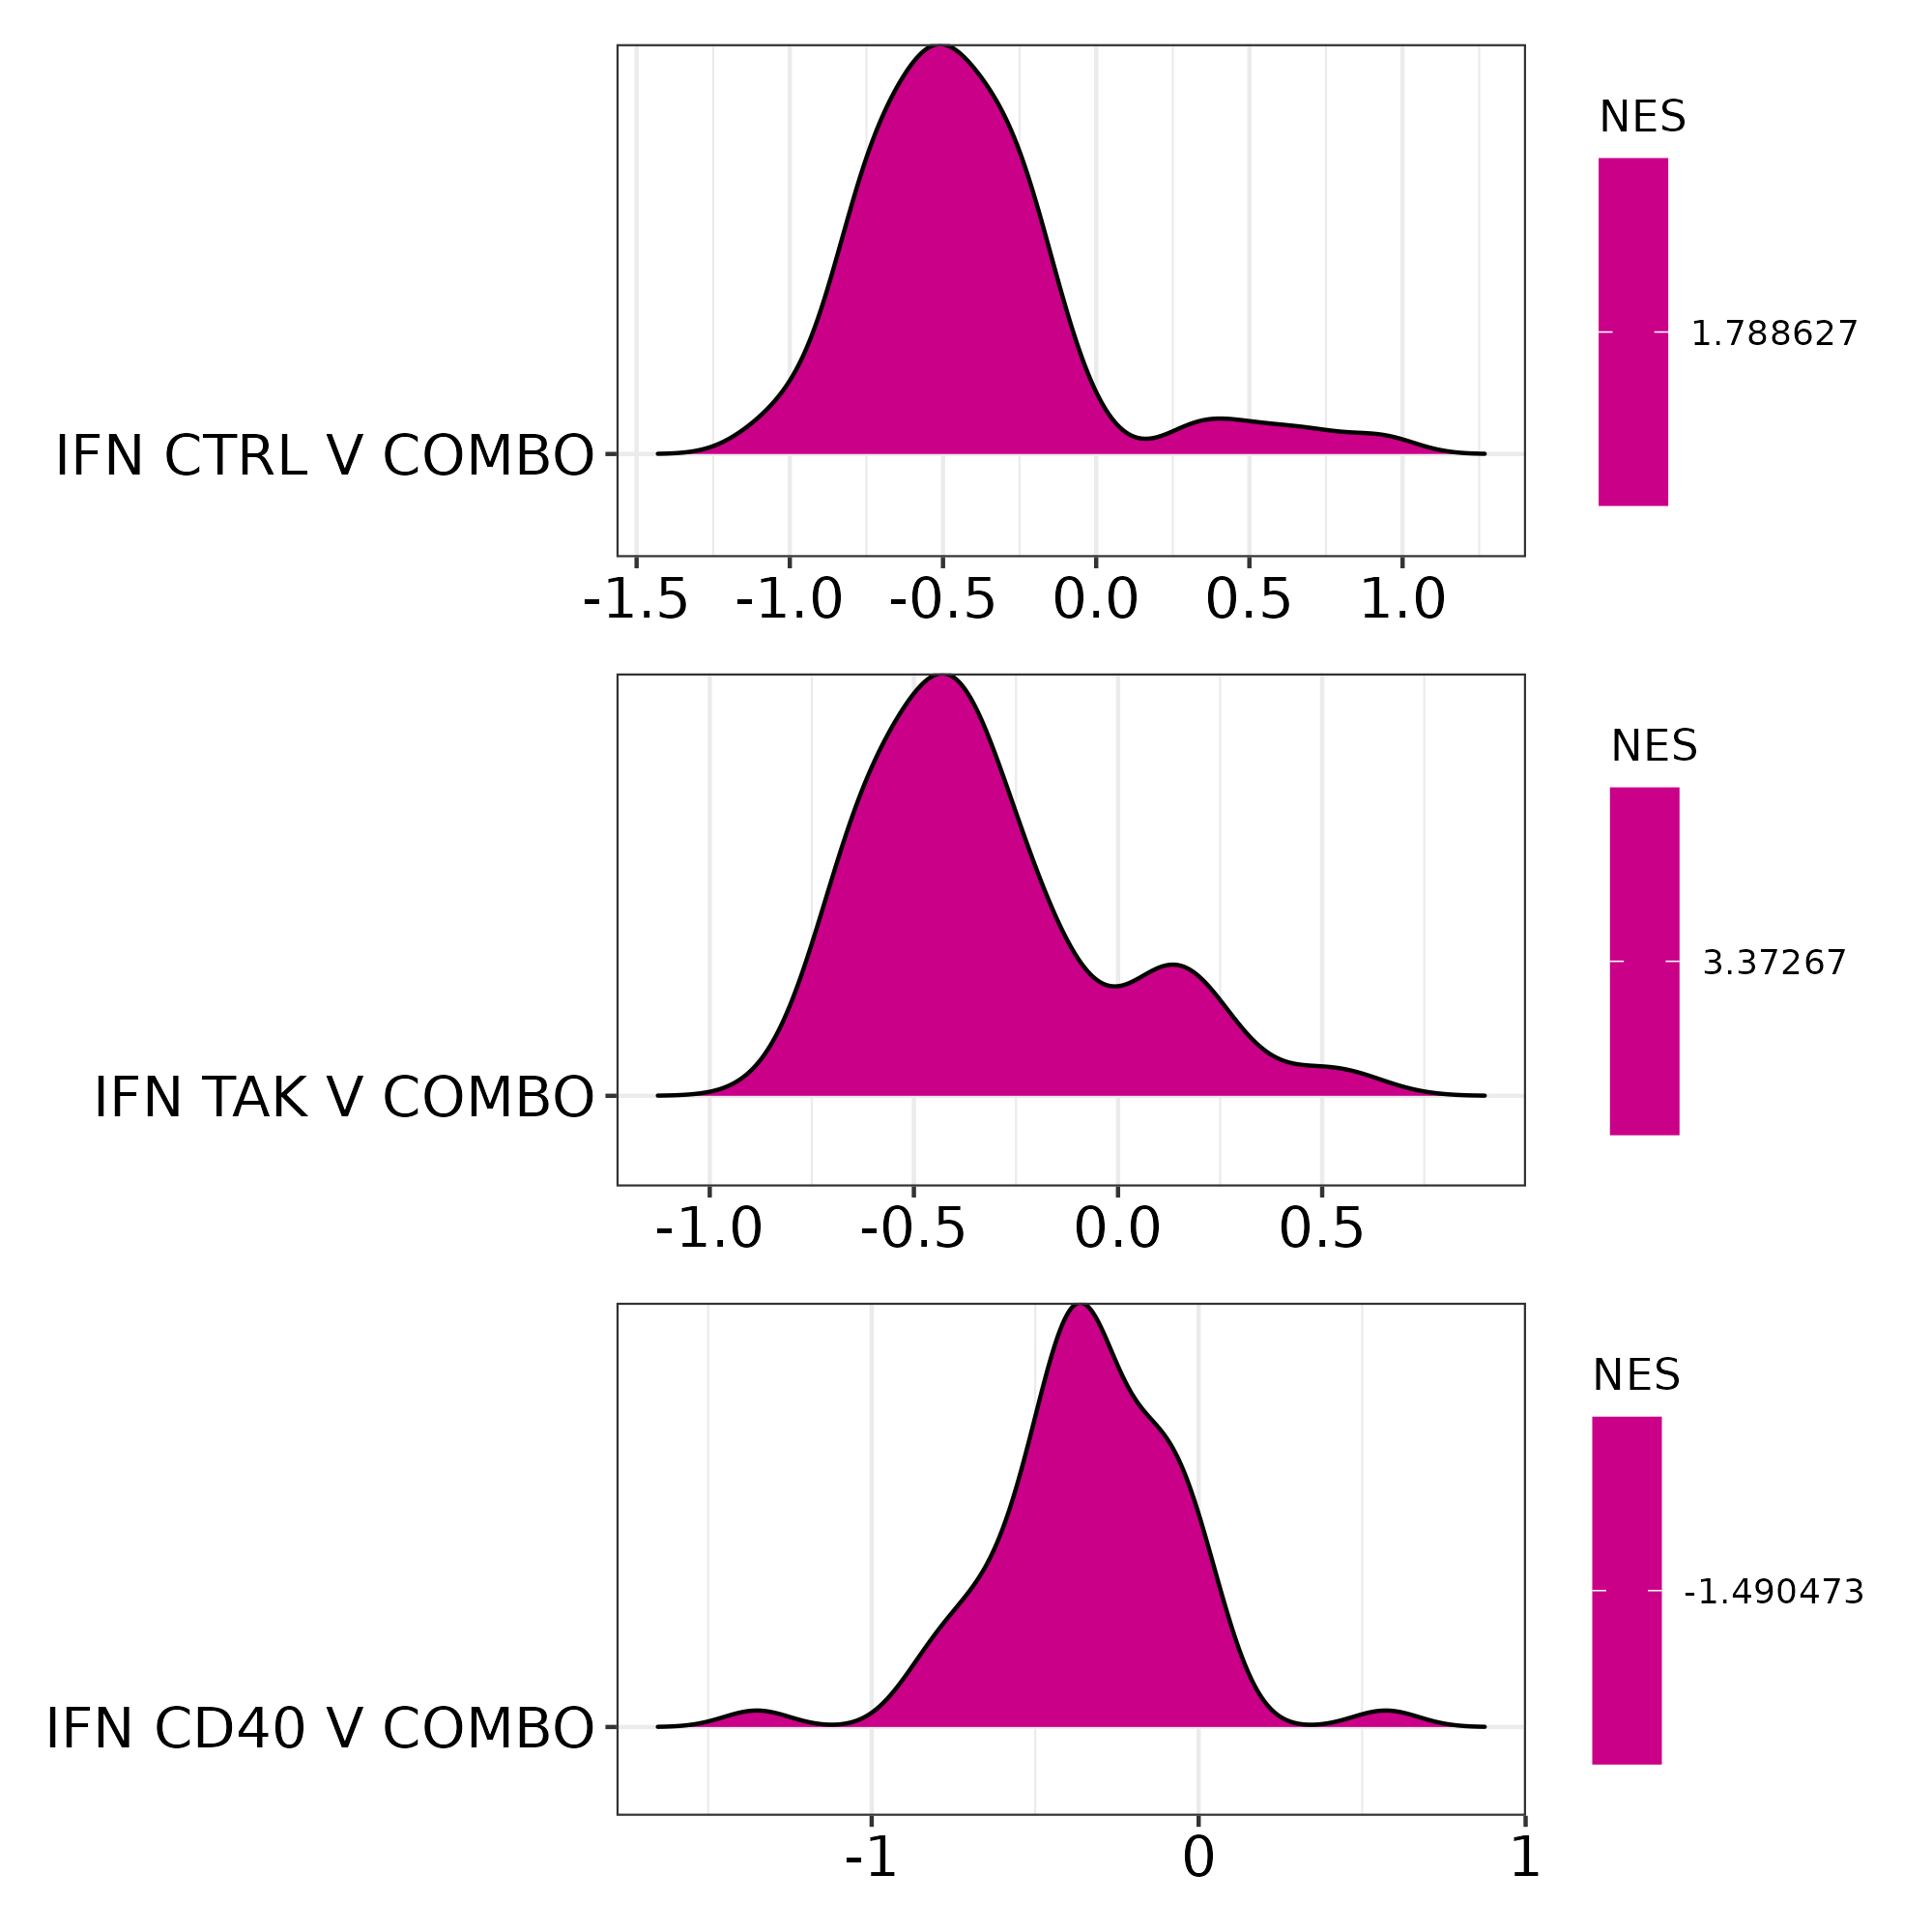 NES
1.788627
IFN CTRL V COMBO
-1.5 -1.0 -0.5 0.0 0.5 1.0
NES
3.37267
IFN TAK V COMBO
-1.0 -0.5 0.0 0.5
NES
-1.490473
IFN CD40 V COMBO
-1 0 1